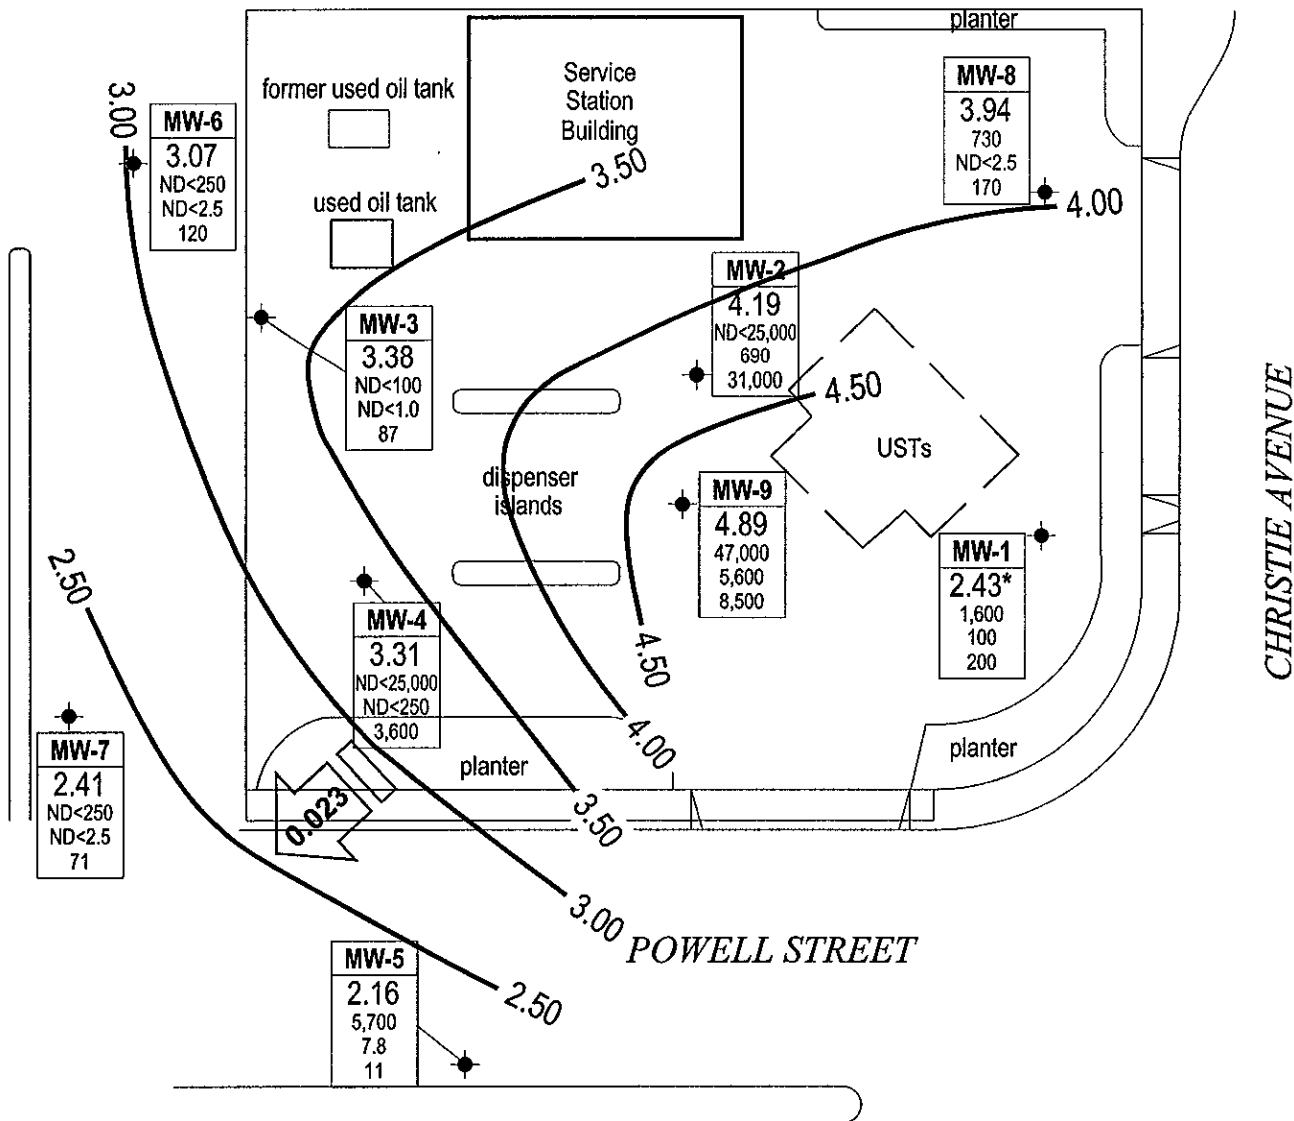 planter
Service
Station
Building
former used oil tank
used oil tank
MW-8
3.94
730
ND<2.5
170
3.00
MW-6
3.07
ND<250
ND<2.5
120
3.50
4.00
MW-2
4.19
ND<25,000
690
31,000
MW-3
3.38
ND<100
ND<1.0
87
4.50
USTs
dispenser
islands
MW-9
4.89
47,000
5,600
8,500
MW-1
2.43*
1,600
100
200
CHRISTIE AVENUE
2.50
MW-4
3.31
ND<25,000
ND<250
3,600
4.50
4.00
planter
planter
MW-7
2.41
ND<250
ND<2.5
71
0.023
3.50
3.00
POWELL STREET
MW-5
2.16
5,700
7.8
11
2.50